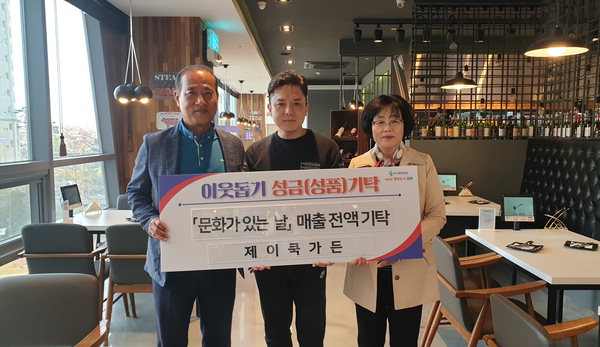 STEAK
이웃돕기 성금(성품)기탁
「문화가 있는 날」 매출 전액 기탁
제이쿡가든